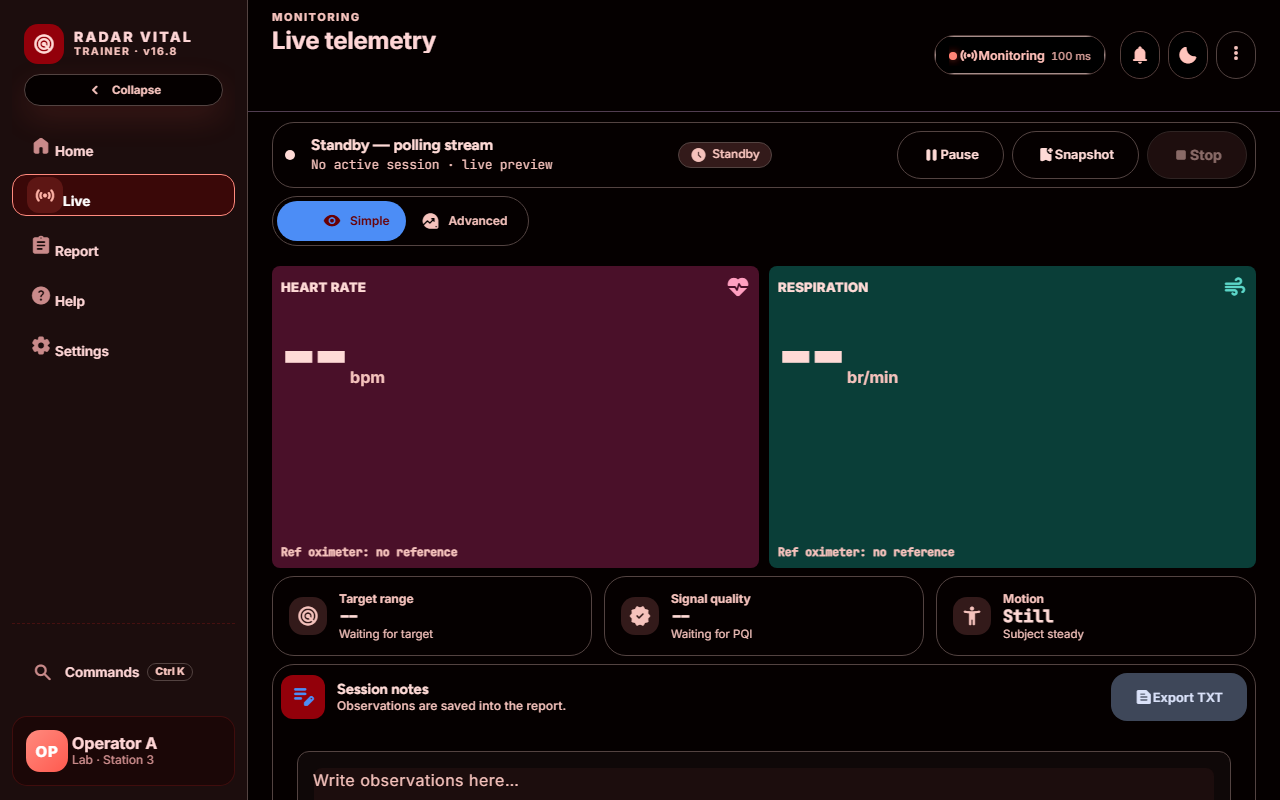 RADAR VITAL
TRAINER · v16.8
Collapse
Home
Live
Report
Help
Settings
Commands Ctrl K
OP
Operator A
Lab · Station 3
MONITORING
Live telemetry
Monitoring 100 ms
Standby — polling stream
No active session · live preview
Standby
Pause
Snapshot
Stop
Simple
Advanced
HEART RATE
--
bpm
Ref oximeter: no reference
RESPIRATION
--
br/min
Ref oximeter: no reference
Target range
--
Waiting for target
Signal quality
--
Waiting for PQI
Motion
Still
Subject steady
Session notes
Observations are saved into the report.
Export TXT
Write observations here...